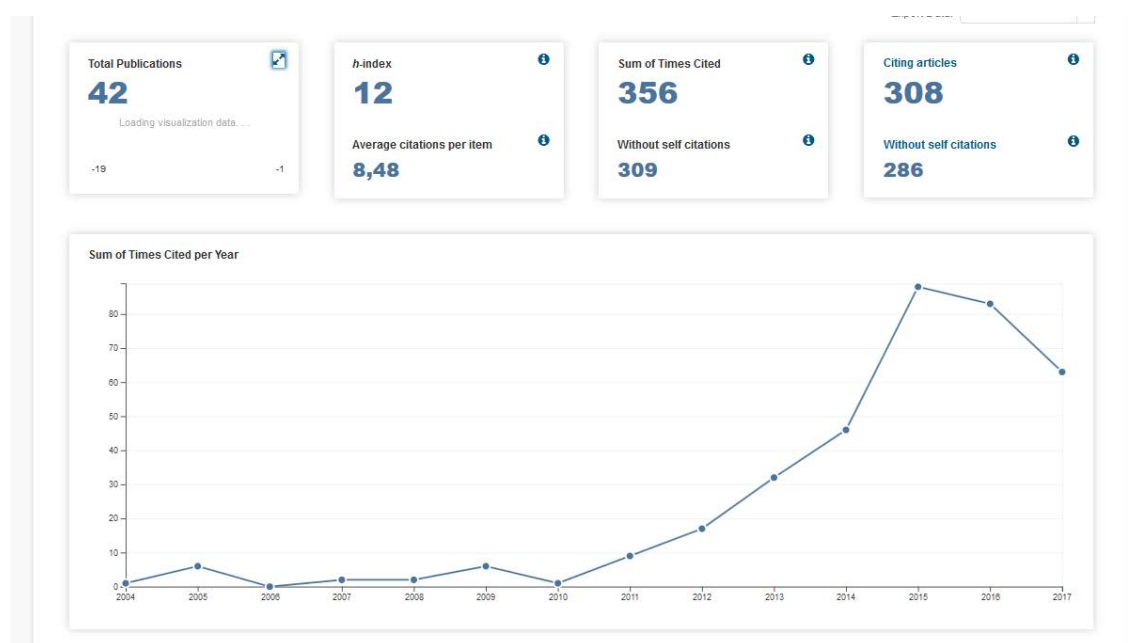 Total Publications
42
Loading visualization data. . .
-19 -1
h-index
12
Average citations per item
8,48
Sum of Times Cited
356
Without self citations
309
Citing articles
308
Without self citations
286
Sum of Times Cited per Year
80
70
60
50
40
30
20
10
0
2004 2005 2006 2007 2008 2009 2010 2011 2012 2013 2014 2015 2016 2017